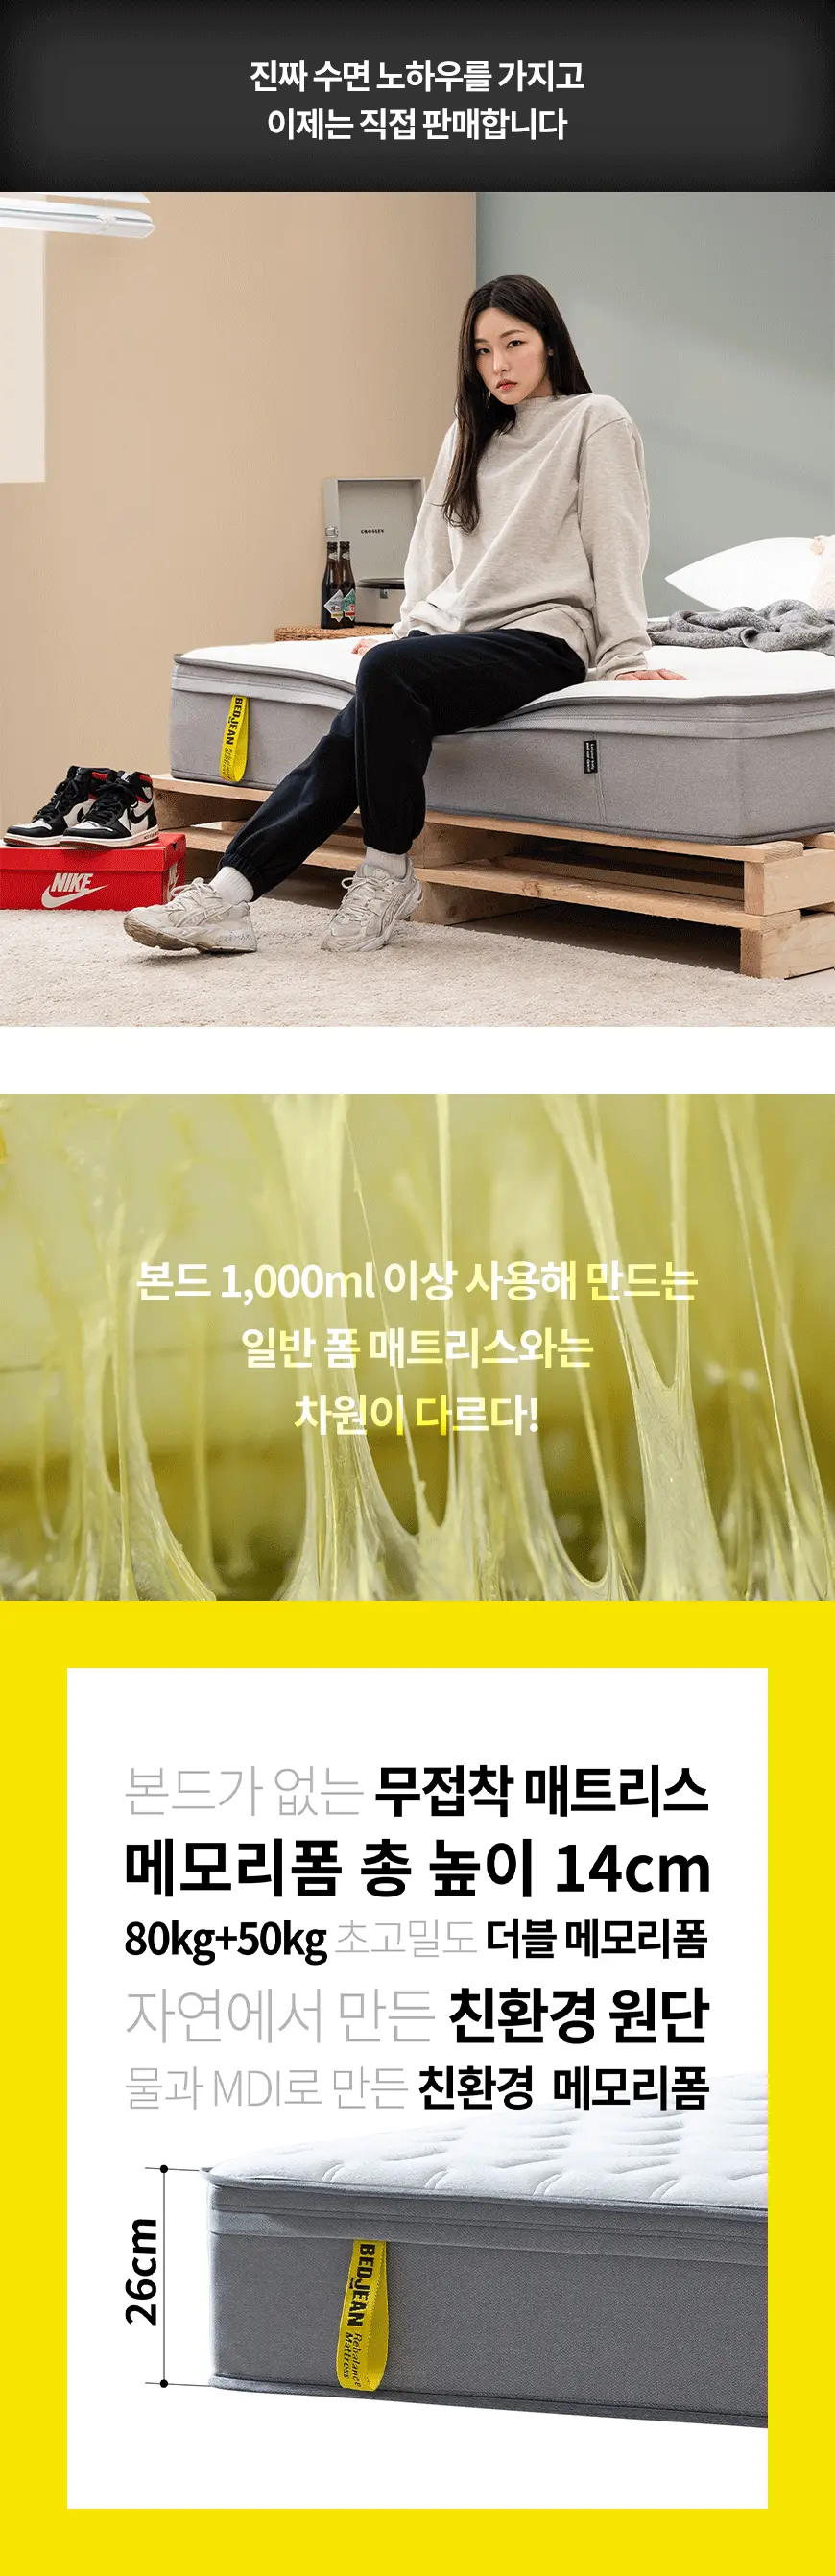 진짜 수면 노하우를 가지고
이제는 직접 판매합니다
CROSLEY
BEDJEAN
Rebalance
Mattress
NIKE
본드 1,000ml 이상 사용해 만드는
일반 폼 매트리스와는
차원이 다르다!
본드가 없는 무접착 매트리스
메모리폼 총 높이 14cm
80kg+50kg 초고밀도 더블 메모리폼
자연에서 만든 친환경 원단
물과 MDI로 만든 친환경 메모리폼
26cm
BEDJEAN
Rebalance
Mattress